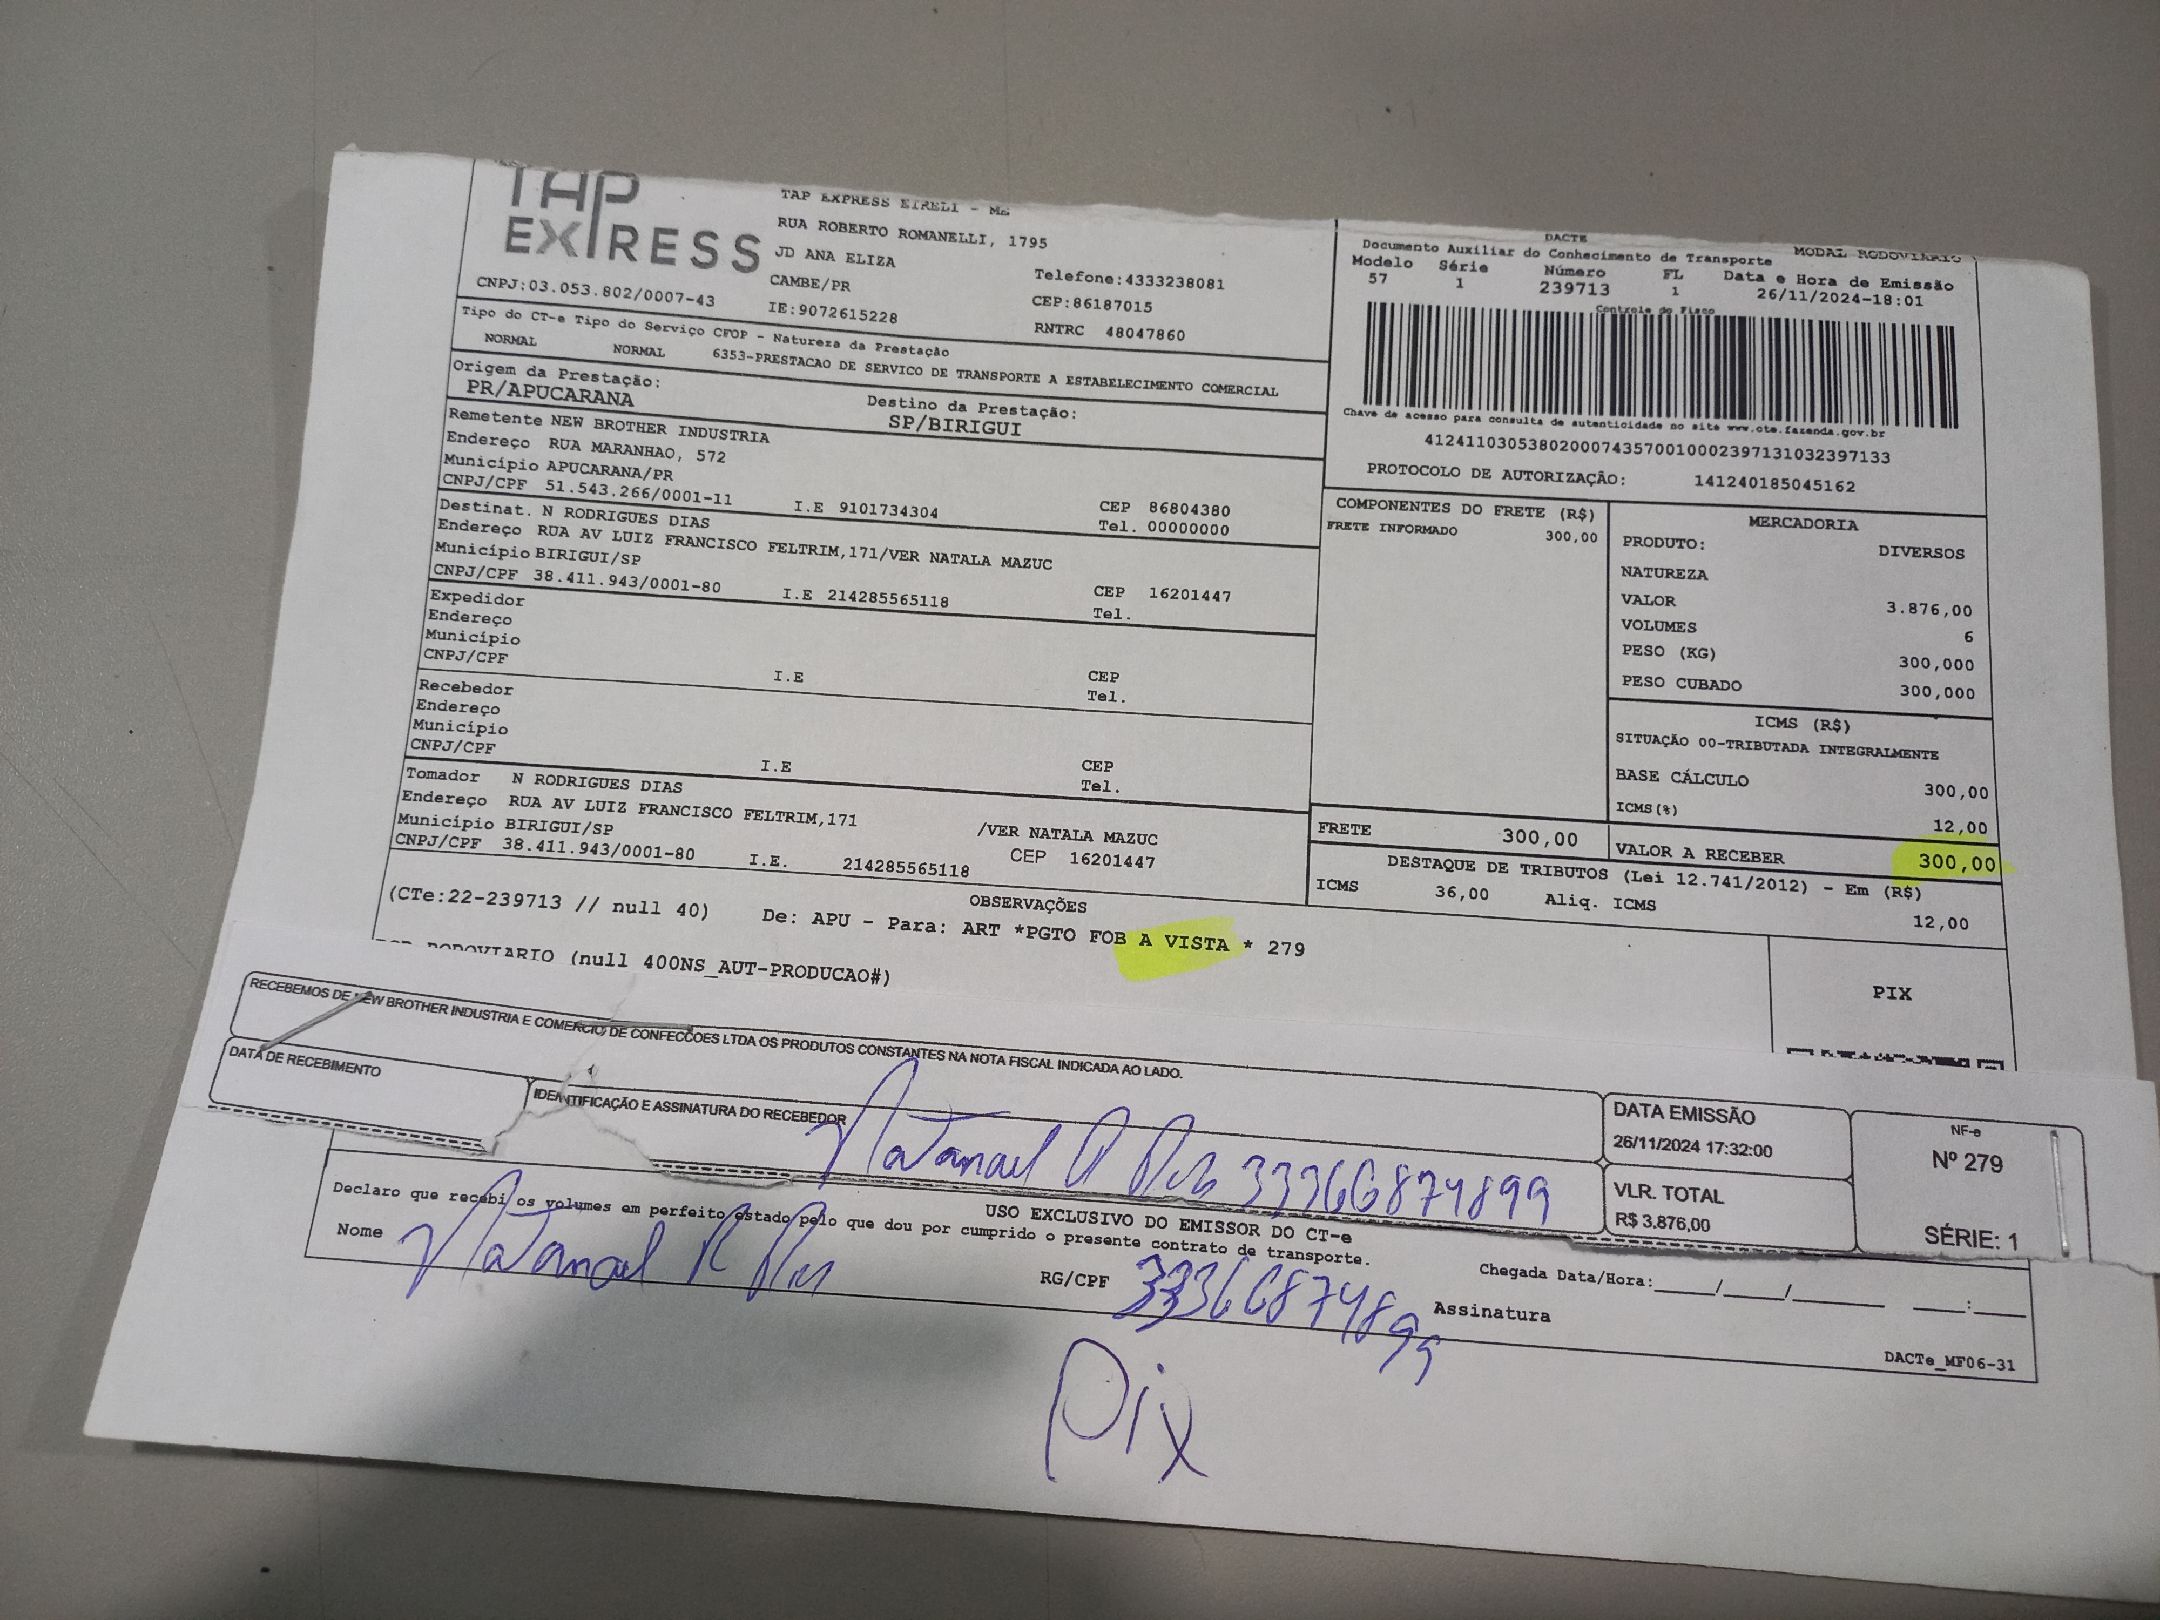 TAP
EXPRESS
TAP EXPRESS EIRELI - ME
RUA ROBERTO ROMANELLI, 1795
JD ANA ELIZA
CAMBE/PR
Telefone:4333238081
CEP:86187015
CNPJ:03.053.802/0007-43
IE:9072615228
RNTRC 48047860
DACTE
MODAL RODOVIÁRIO
Documento Auxiliar do Conhecimento de Transporte
Modelo Série Número FL Data e Hora de Emissão
57 1 239713 1 26/11/2024-18:01
Controle do Fisco
Chave de acesso para consulta de autenticidade no site www.cte.fazenda.gov.br
41241103053802000743570010002397131032397133
PROTOCOLO DE AUTORIZAÇÃO: 141240185045162
Tipo do CT-e Tipo do Serviço CFOP - Natureza da Prestação
NORMAL NORMAL 6353-PRESTACAO DE SERVICO DE TRANSPORTE A ESTABELECIMENTO COMERCIAL
Origem da Prestação: Destino da Prestação:
PR/APUCARANA SP/BIRIGUI
Remetente NEW BROTHER INDUSTRIA
Endereço RUA MARANHAO, 572
Município APUCARANA/PR CEP 86804380
CNPJ/CPF 51.543.266/0001-11 I.E 9101734304 Tel. 00000000
Destinat. N RODRIGUES DIAS
Endereço RUA AV LUIZ FRANCISCO FELTRIM,171/VER NATALA MAZUC
Município BIRIGUI/SP CEP 16201447
CNPJ/CPF 38.411.943/0001-80 I.E 214285565118 Tel.
Expedidor
Endereço
Município CEP
CNPJ/CPF I.E Tel.
Recebedor
Endereço
Município CEP
CNPJ/CPF I.E Tel.
Tomador N RODRIGUES DIAS
Endereço RUA AV LUIZ FRANCISCO FELTRIM,171 /VER NATALA MAZUC
Município BIRIGUI/SP CEP 16201447
CNPJ/CPF 38.411.943/0001-80 I.E. 214285565118
COMPONENTES DO FRETE (R$)
FRETE INFORMADO 300,00
MERCADORIA
PRODUTO: DIVERSOS
NATUREZA
VALOR 3.876,00
VOLUMES 6
PESO (KG) 300,000
PESO CUBADO 300,000
ICMS (R$)
SITUAÇÃO 00-TRIBUTADA INTEGRALMENTE
BASE CÁLCULO 300,00
ICMS(%) 12,00
FRETE 300,00 VALOR A RECEBER 300,00
DESTAQUE DE TRIBUTOS (Lei 12.741/2012) - Em (R$)
ICMS 36,00 Aliq. ICMS 12,00
OBSERVAÇÕES
(CTe:22-239713 // null 40) De: APU - Para: ART *PGTO FOB A VISTA * 279
RODOVIARIO (null 400NS_AUT-PRODUCAO#)
PIX
RECEBEMOS DE NEW BROTHER INDUSTRIA E COMERCIO DE CONFECCOES LTDA OS PRODUTOS CONSTANTES NA NOTA FISCAL INDICADA AO LADO.
DATA DE RECEBIMENTO
IDENTIFICAÇÃO E ASSINATURA DO RECEBEDOR
Natanael R Dias 33366874899
DATA EMISSÃO
26/11/2024 17:32:00
VLR. TOTAL
R$ 3.876,00
NF-e
Nº 279
SÉRIE: 1
USO EXCLUSIVO DO EMISSOR DO CT-e
Declaro que recebi os volumes em perfeito estado pelo que dou por cumprido o presente contrato de transporte.
Nome Natanael R Dias RG/CPF 33366874899 Assinatura
Chegada Data/Hora:____/____/______ ___:____
DACTe_MF06-31
Pix